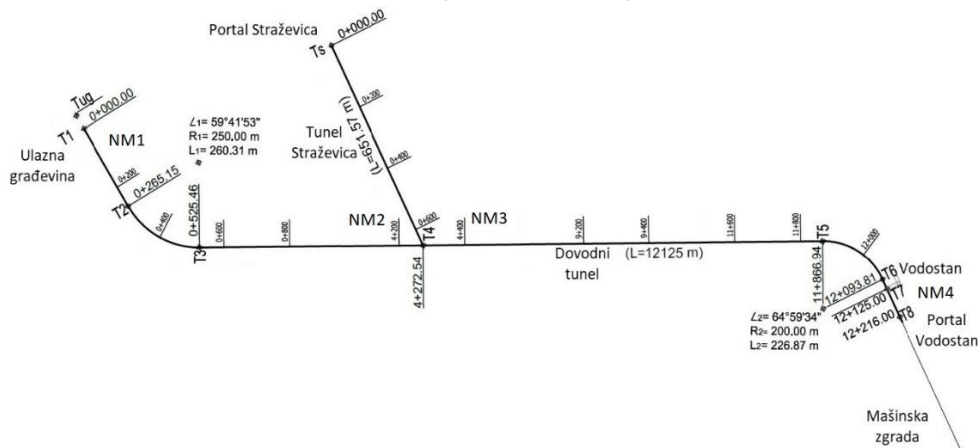 Portal Straževica
0+000.00
Ts
Tug
0+000.00
T1
NM1
∠1= 59°41'53"
R1= 250.00 m
L1= 260.31 m
0+200
Tunel
Straževica
(L=651.57 m)
Ulazna
građevina
0+200
0+265.15
0+400
T2
0+400
0+525.46
NM2
0+600
NM3
T3
0+600
0+800
4+200
T4
4+400
9+200
9+400
11+600
11+800
T5
12+000
Dovodni
tunel
(L=12125 m)
4+272.54
11+866.94
12+093.81
T6
Vodostan
12+125.00
T7
NM4
∠2= 64°59'34"
R2= 200.00 m
L2= 226.87 m
12+216.00
T8
Portal
Vodostan
Mašinska
zgrada